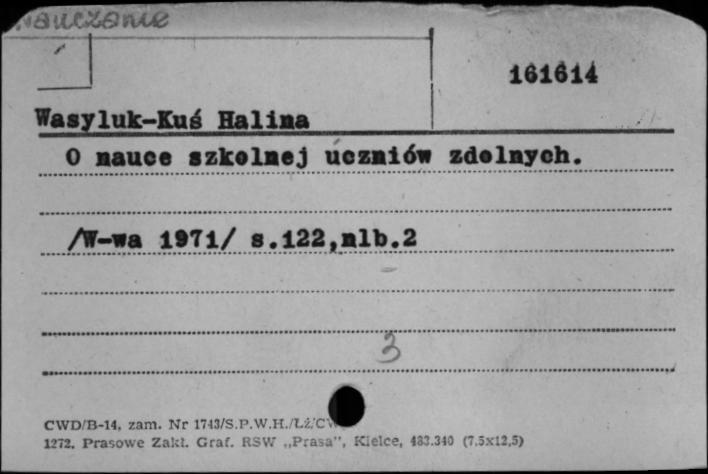 Nauczanie
161614
Wasyluk-Kuś Halina
O nauce szkolnej uczniów zdolnych.
/W-wa 1971/ s.122,nlb.2
3
CWD/B-14, zam. Nr 1743/S.P.W.H./ŁŻ/CW
1272. Prasowe Zakł. Graf. RSW „Prasa”, Kielce, 483.340 (7,5x12,5)